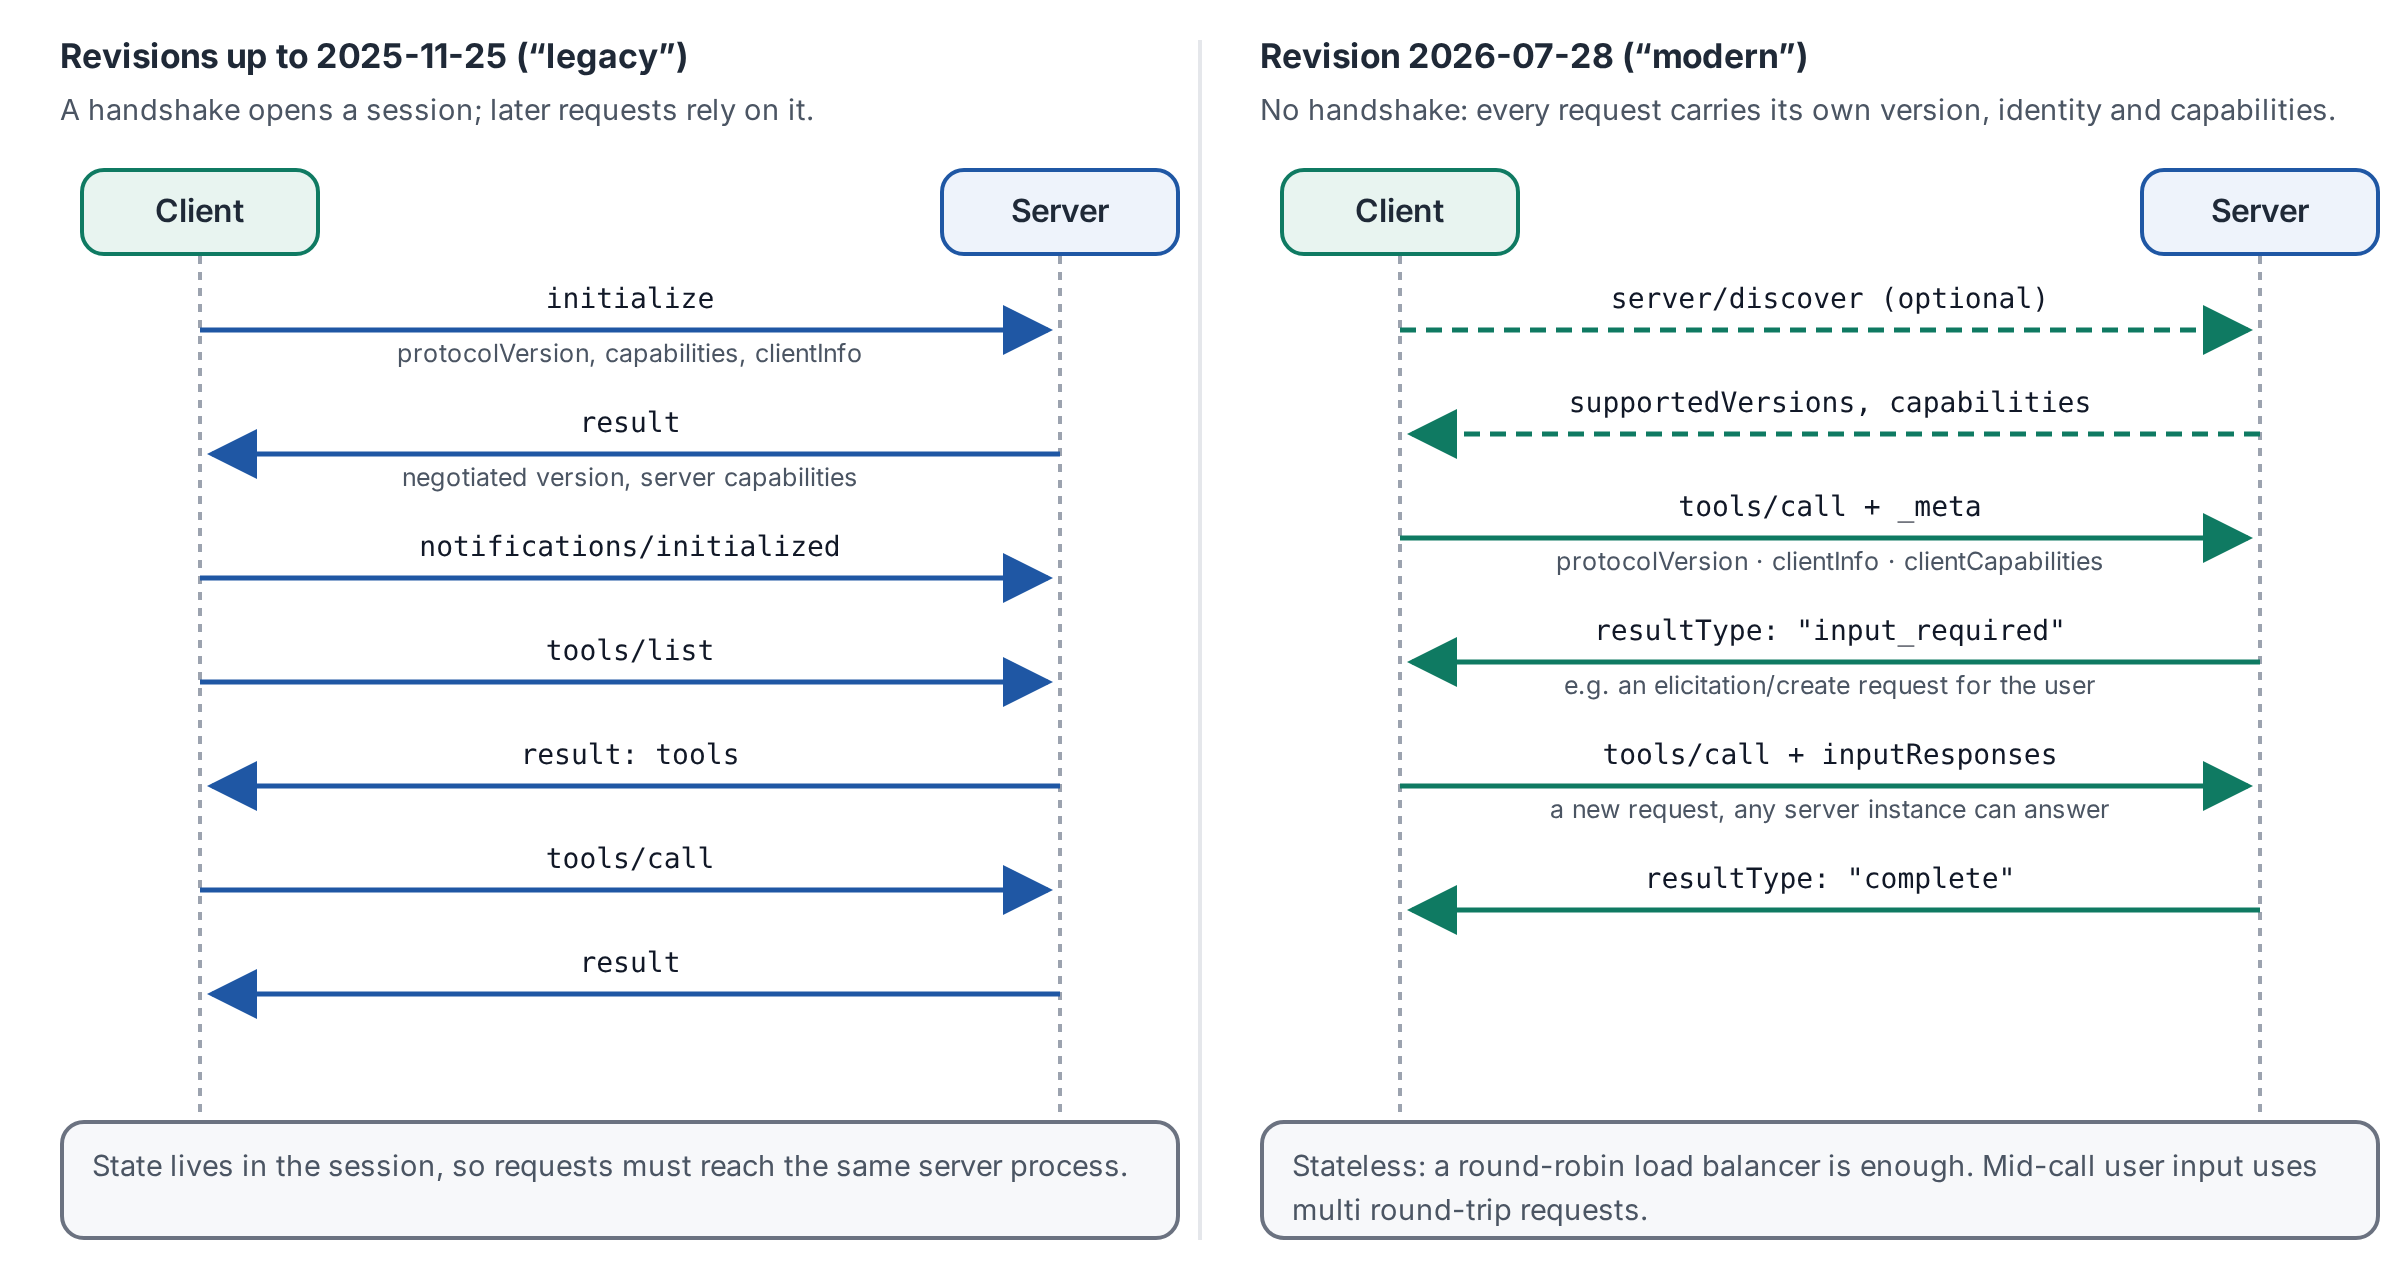 Revisions up to 2025-11-25 (“legacy”)
A handshake opens a session; later requests rely on it.
Client
Server
initialize
protocolVersion, capabilities, clientInfo
result
negotiated version, server capabilities
notifications/initialized
tools/list
result: tools
tools/call
result
State lives in the session, so requests must reach the same server process.
Revision 2026-07-28 (“modern”)
No handshake: every request carries its own version, identity and capabilities.
Client
Server
server/discover (optional)
supportedVersions, capabilities
tools/call + _meta
protocolVersion · clientInfo · clientCapabilities
resultType: "input_required"
e.g. an elicitation/create request for the user
tools/call + inputResponses
a new request, any server instance can answer
resultType: "complete"
Stateless: a round-robin load balancer is enough. Mid-call user input uses
multi round-trip requests.